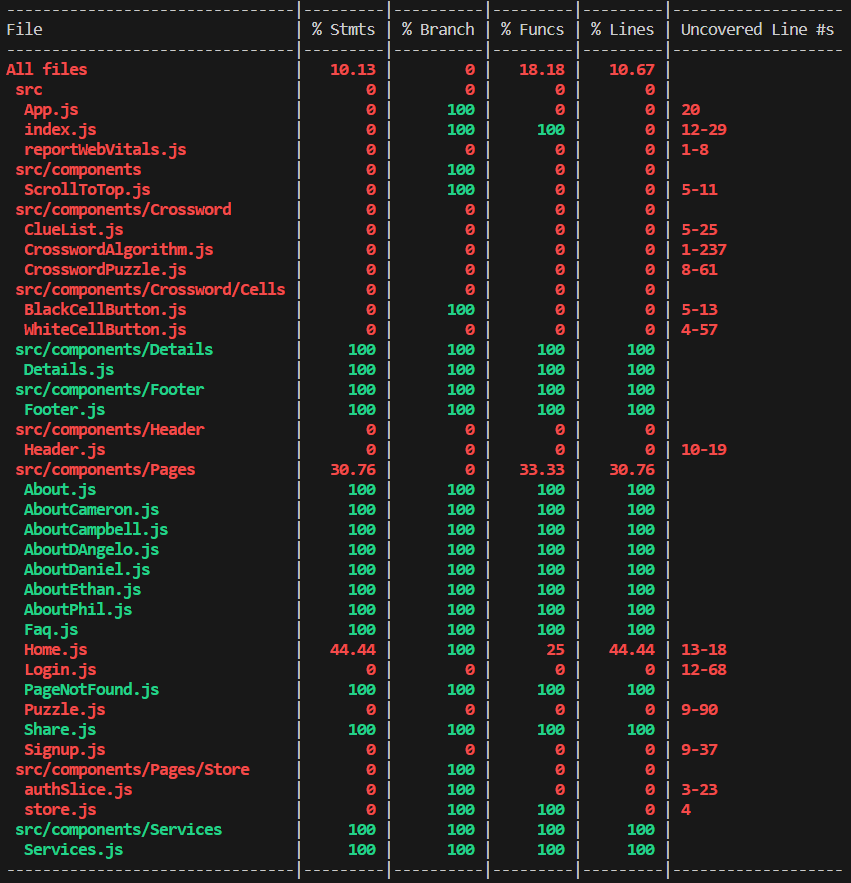 --------------------------------|---------|----------|---------|---------|-------------------
File                            | % Stmts | % Branch | % Funcs | % Lines | Uncovered Line #s
--------------------------------|---------|----------|---------|---------|-------------------
All files                       |   10.13 |        0 |   18.18 |   10.67 |
 src                            |       0 |        0 |       0 |       0 |
  App.js                        |       0 |      100 |       0 |       0 | 20
  index.js                      |       0 |      100 |     100 |       0 | 12-29
  reportWebVitals.js            |       0 |        0 |       0 |       0 | 1-8
 src/components                 |       0 |      100 |       0 |       0 |
  ScrollToTop.js                |       0 |      100 |       0 |       0 | 5-11
 src/components/Crossword       |       0 |        0 |       0 |       0 |
  ClueList.js                   |       0 |        0 |       0 |       0 | 5-25
  CrosswordAlgorithm.js         |       0 |        0 |       0 |       0 | 1-237
  CrosswordPuzzle.js            |       0 |        0 |       0 |       0 | 8-61
 src/components/Crossword/Cells |       0 |        0 |       0 |       0 |
  BlackCellButton.js            |       0 |      100 |       0 |       0 | 5-13
  WhiteCellButton.js            |       0 |        0 |       0 |       0 | 4-57
 src/components/Details         |     100 |      100 |     100 |     100 |
  Details.js                    |     100 |      100 |     100 |     100 |
 src/components/Footer          |     100 |      100 |     100 |     100 |
  Footer.js                     |     100 |      100 |     100 |     100 |
 src/components/Header          |       0 |        0 |       0 |       0 |
  Header.js                     |       0 |        0 |       0 |       0 | 10-19
 src/components/Pages           |   30.76 |        0 |   33.33 |   30.76 |
  About.js                      |     100 |      100 |     100 |     100 |
  AboutCameron.js               |     100 |      100 |     100 |     100 |
  AboutCampbell.js              |     100 |      100 |     100 |     100 |
  AboutDAngelo.js               |     100 |      100 |     100 |     100 |
  AboutDaniel.js                |     100 |      100 |     100 |     100 |
  AboutEthan.js                 |     100 |      100 |     100 |     100 |
  AboutPhil.js                  |     100 |      100 |     100 |     100 |
  Faq.js                        |     100 |      100 |     100 |     100 |
  Home.js                       |   44.44 |      100 |      25 |   44.44 | 13-18
  Login.js                      |       0 |        0 |       0 |       0 | 12-68
  PageNotFound.js               |     100 |      100 |     100 |     100 |
  Puzzle.js                     |       0 |        0 |       0 |       0 | 9-90
  Share.js                      |     100 |      100 |     100 |     100 |
  Signup.js                     |       0 |        0 |       0 |       0 | 9-37
 src/components/Pages/Store     |       0 |      100 |       0 |       0 |
  authSlice.js                  |       0 |      100 |       0 |       0 | 3-23
  store.js                      |       0 |      100 |     100 |       0 | 4
 src/components/Services        |     100 |      100 |     100 |     100 |
  Services.js                   |     100 |      100 |     100 |     100 |
--------------------------------|---------|----------|---------|---------|-------------------